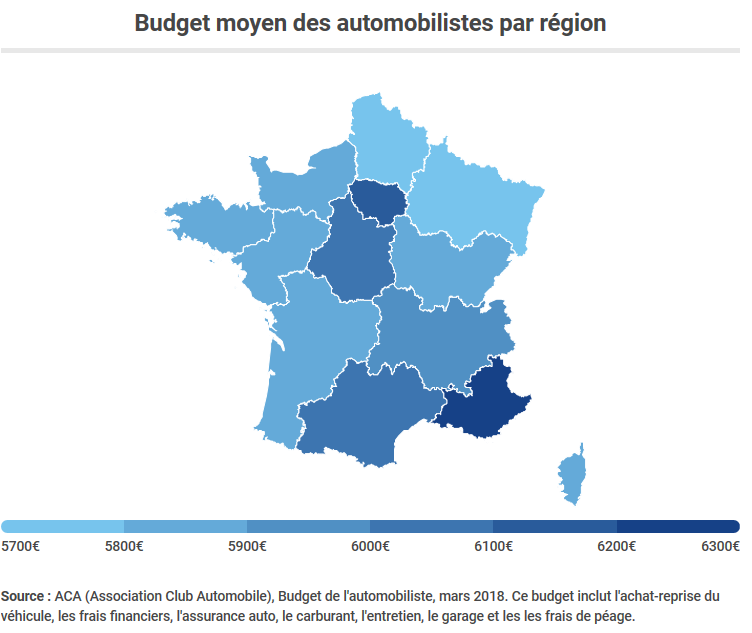 Budget moyen des automobilistes par région
5700€ 5800€ 5900€ 6000€ 6100€ 6200€ 6300€
Source : ACA (Association Club Automobile), Budget de l'automobiliste, mars 2018. Ce budget inclut l'achat-reprise du
véhicule, les frais financiers, l'assurance auto, le carburant, l'entretien, le garage et les les frais de péage.